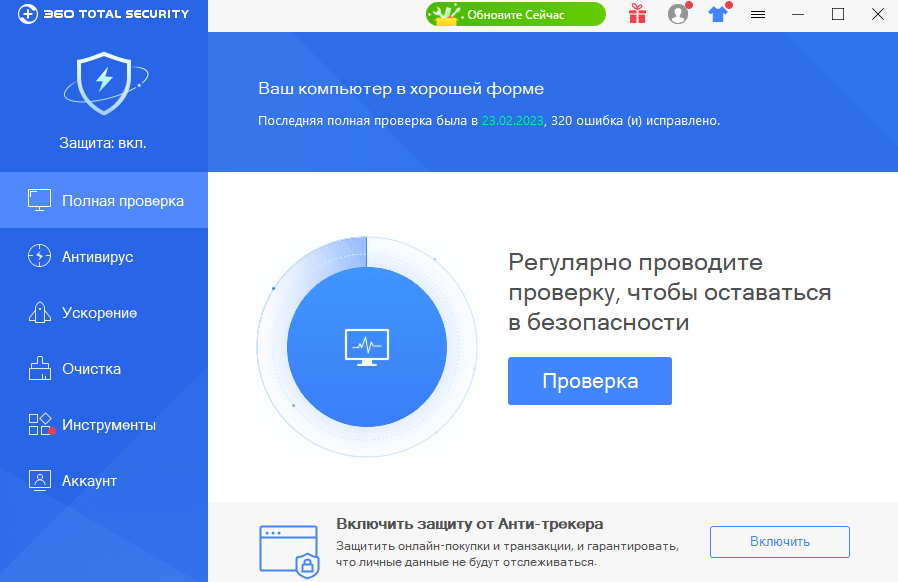 360 TOTAL SECURITY
Обновите Сейчас
Защита: вкл.
Ваш компьютер в хорошей форме
Последняя полная проверка была в 23.02.2023, 320 ошибка (и) исправлено.
Полная проверка
Антивирус
Ускорение
Очистка
Инструменты
Аккаунт
Регулярно проводите
проверку, чтобы оставаться
в безопасности
Проверка
Включить защиту от Анти-трекера
Защитить онлайн-покупки и транзакции, и гарантировать,
что личные данные не будут отслеживаться.
Включить